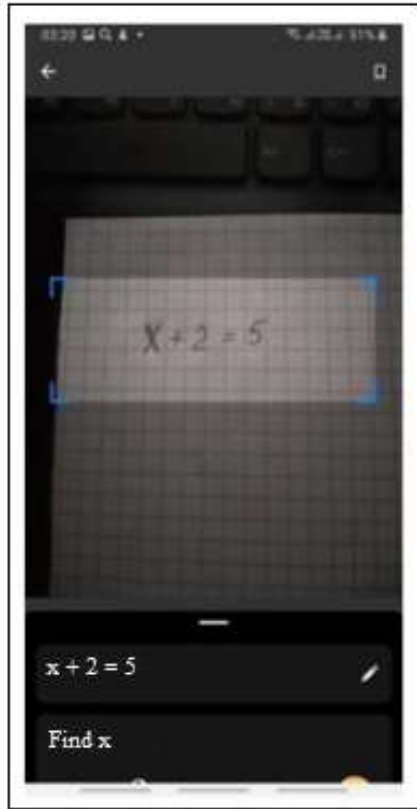 x + 2 = 5
x + 2 = 5
Find x